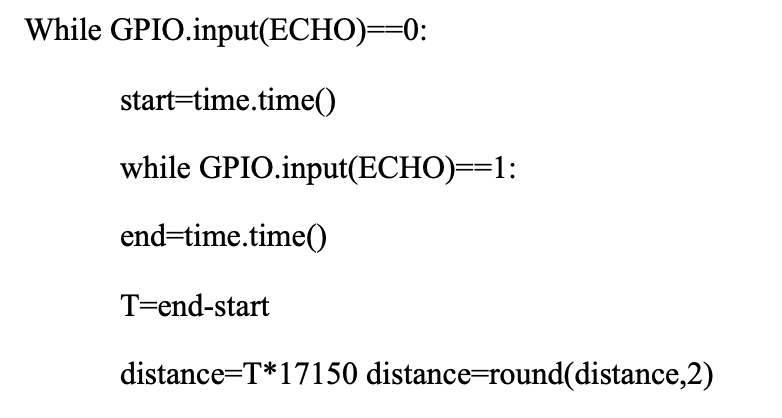 While GPIO.input(ECHO)==0:
start=time.time()
while GPIO.input(ECHO)==1:
end=time.time()
T=end-start
distance=T*17150 distance=round(distance,2)